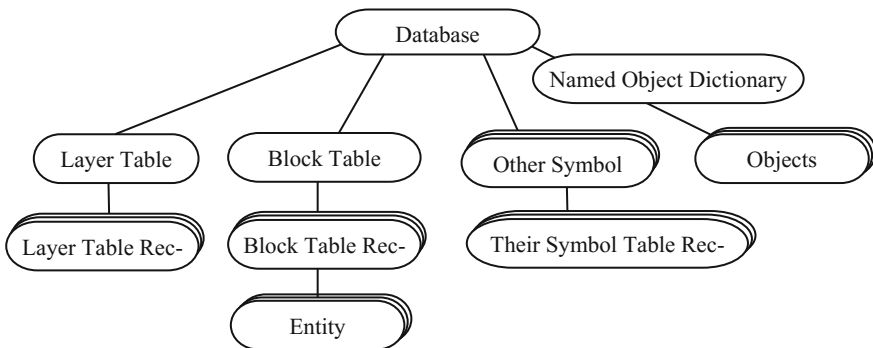 Database
Named Object Dictionary
Layer Table
Block Table
Other Symbol
Objects
Layer Table Rec-
Block Table Rec-
Their Symbol Table Rec-
Entity